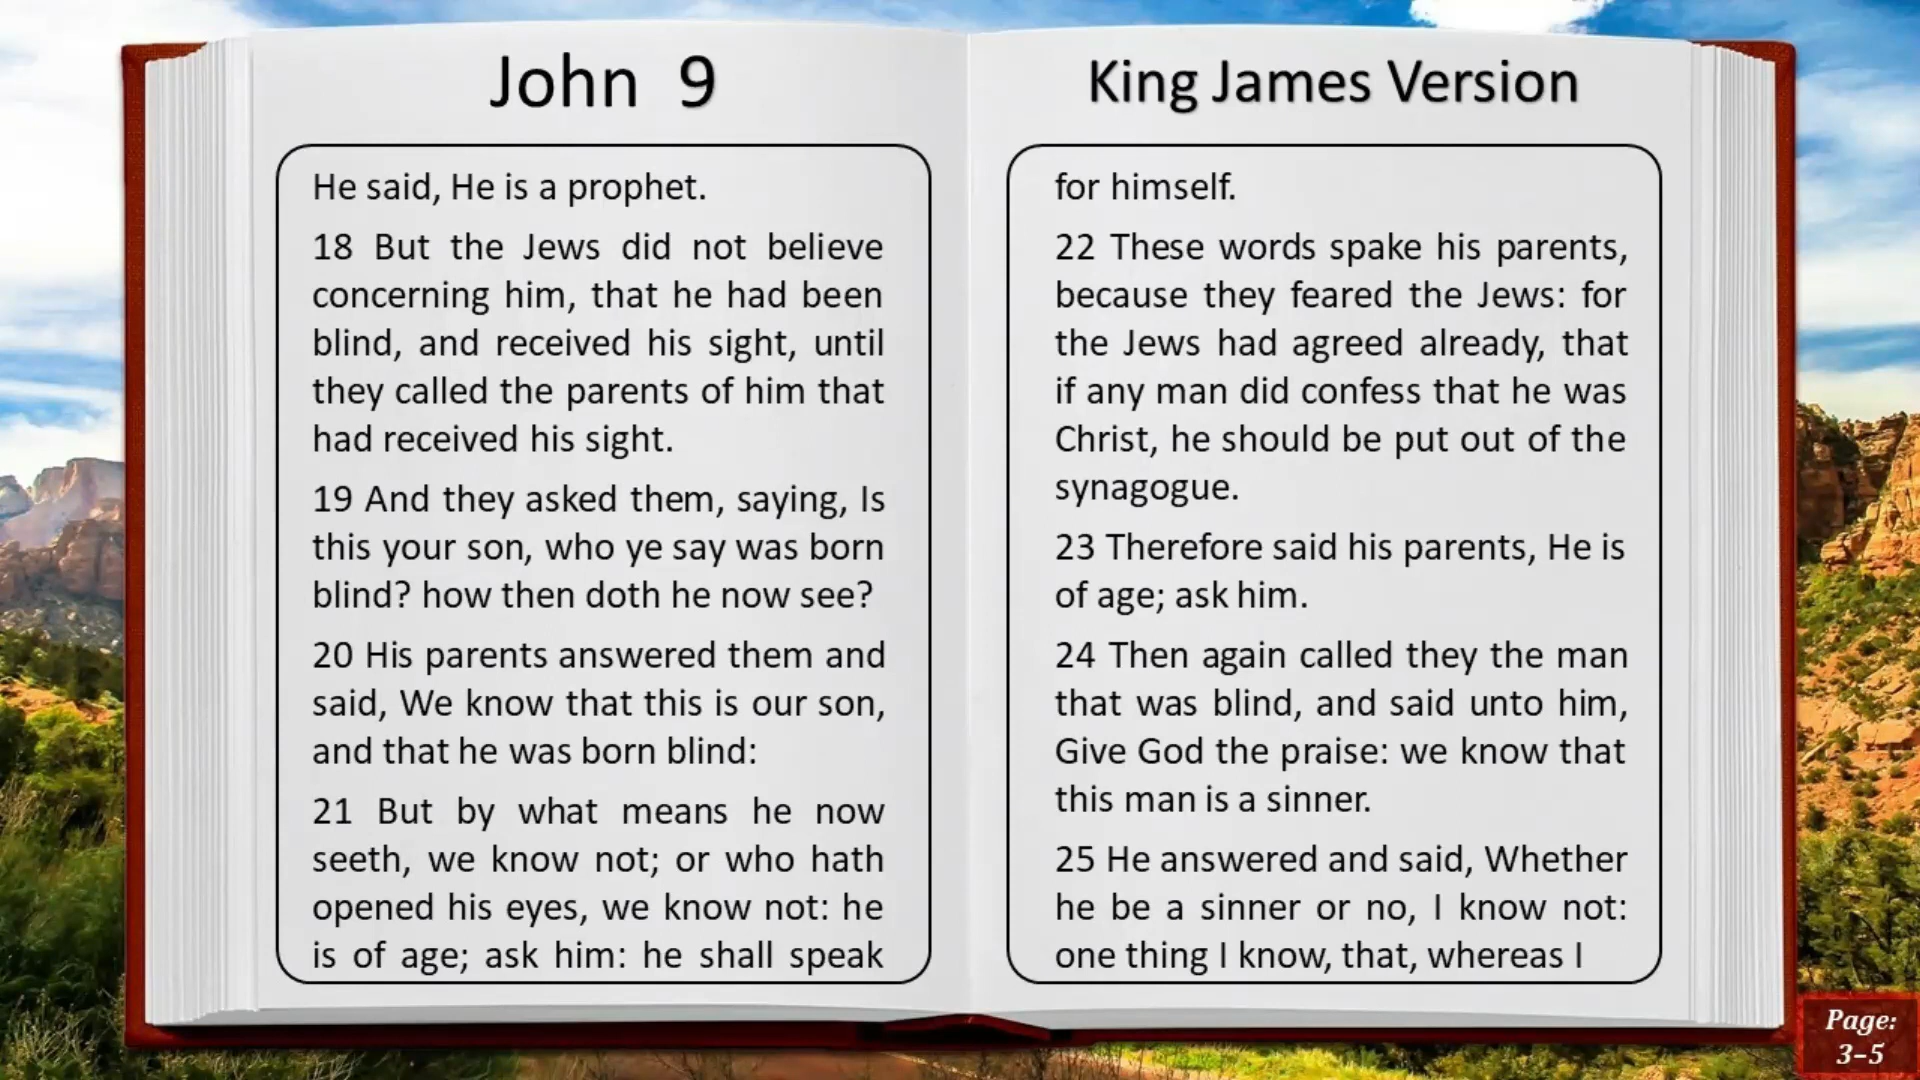 John 9
He said, He is a prophet.
18 But the Jews did not believe
concerning him, that he had been
blind, and received his sight, until
they called the parents of him that
had received his sight.
19 And they asked them, saying, Is
this your son, who ye say was born
blind? how then doth he now see?
20 His parents answered them and
said, We know that this is our son,
and that he was born blind:
21 But by what means he now
seeth, we know not; or who hath
opened his eyes, we know not: he
is of age; ask him: he shall speak
King James Version
for himself.
22 These words spake his parents,
because they feared the Jews: for
the Jews had agreed already, that
if any man did confess that he was
Christ, he should be put out of the
synagogue.
23 Therefore said his parents, He is
of age; ask him.
24 Then again called they the man
that was blind, and said unto him,
Give God the praise: we know that
this man is a sinner.
25 He answered and said, Whether
he be a sinner or no, I know not:
one thing I know, that, whereas I
Page:
3–5